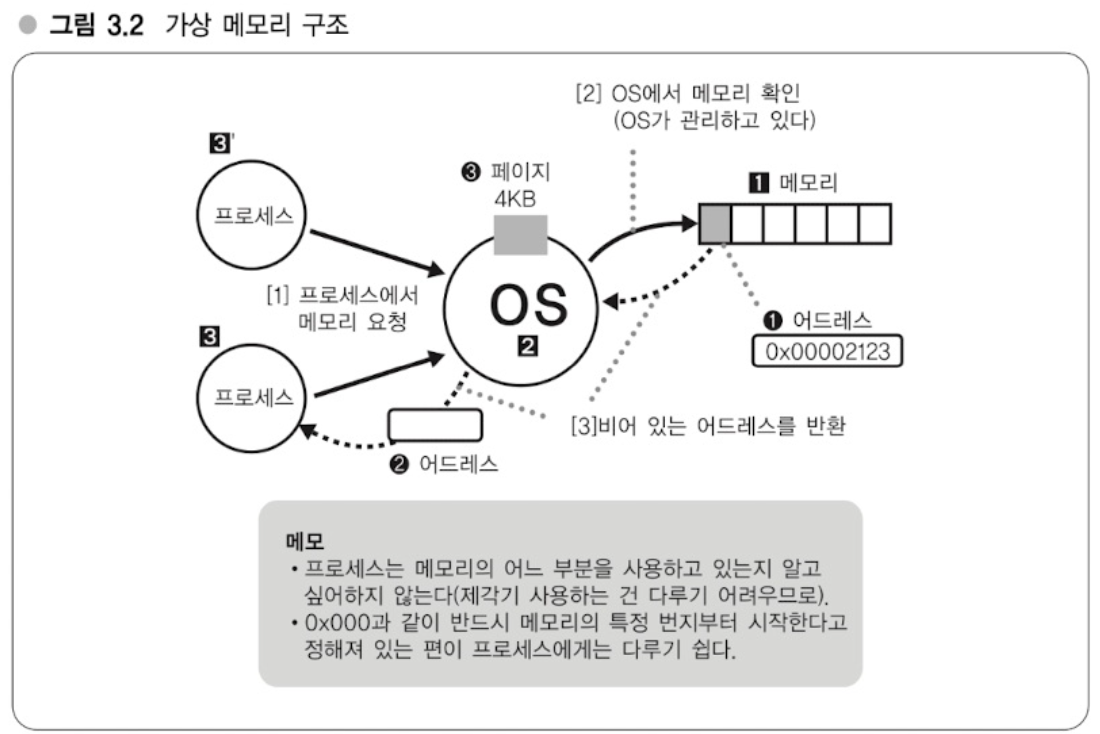 ● 그림 3.2 가상 메모리 구조
[2] OS에서 메모리 확인
(OS가 관리하고 있다)
3'
프로세스
❸ 페이지
4KB
1 메모리
[1] 프로세스에서
메모리 요청
OS
2
❶ 어드레스
0x00002123
3
프로세스
[3]비어 있는 어드레스를 반환
❷ 어드레스
메모
• 프로세스는 메모리의 어느 부분을 사용하고 있는지 알고
싶어하지 않는다(제각기 사용하는 건 다루기 어려우므로).
• 0x000과 같이 반드시 메모리의 특정 번지부터 시작한다고
정해져 있는 편이 프로세스에게는 다루기 쉽다.